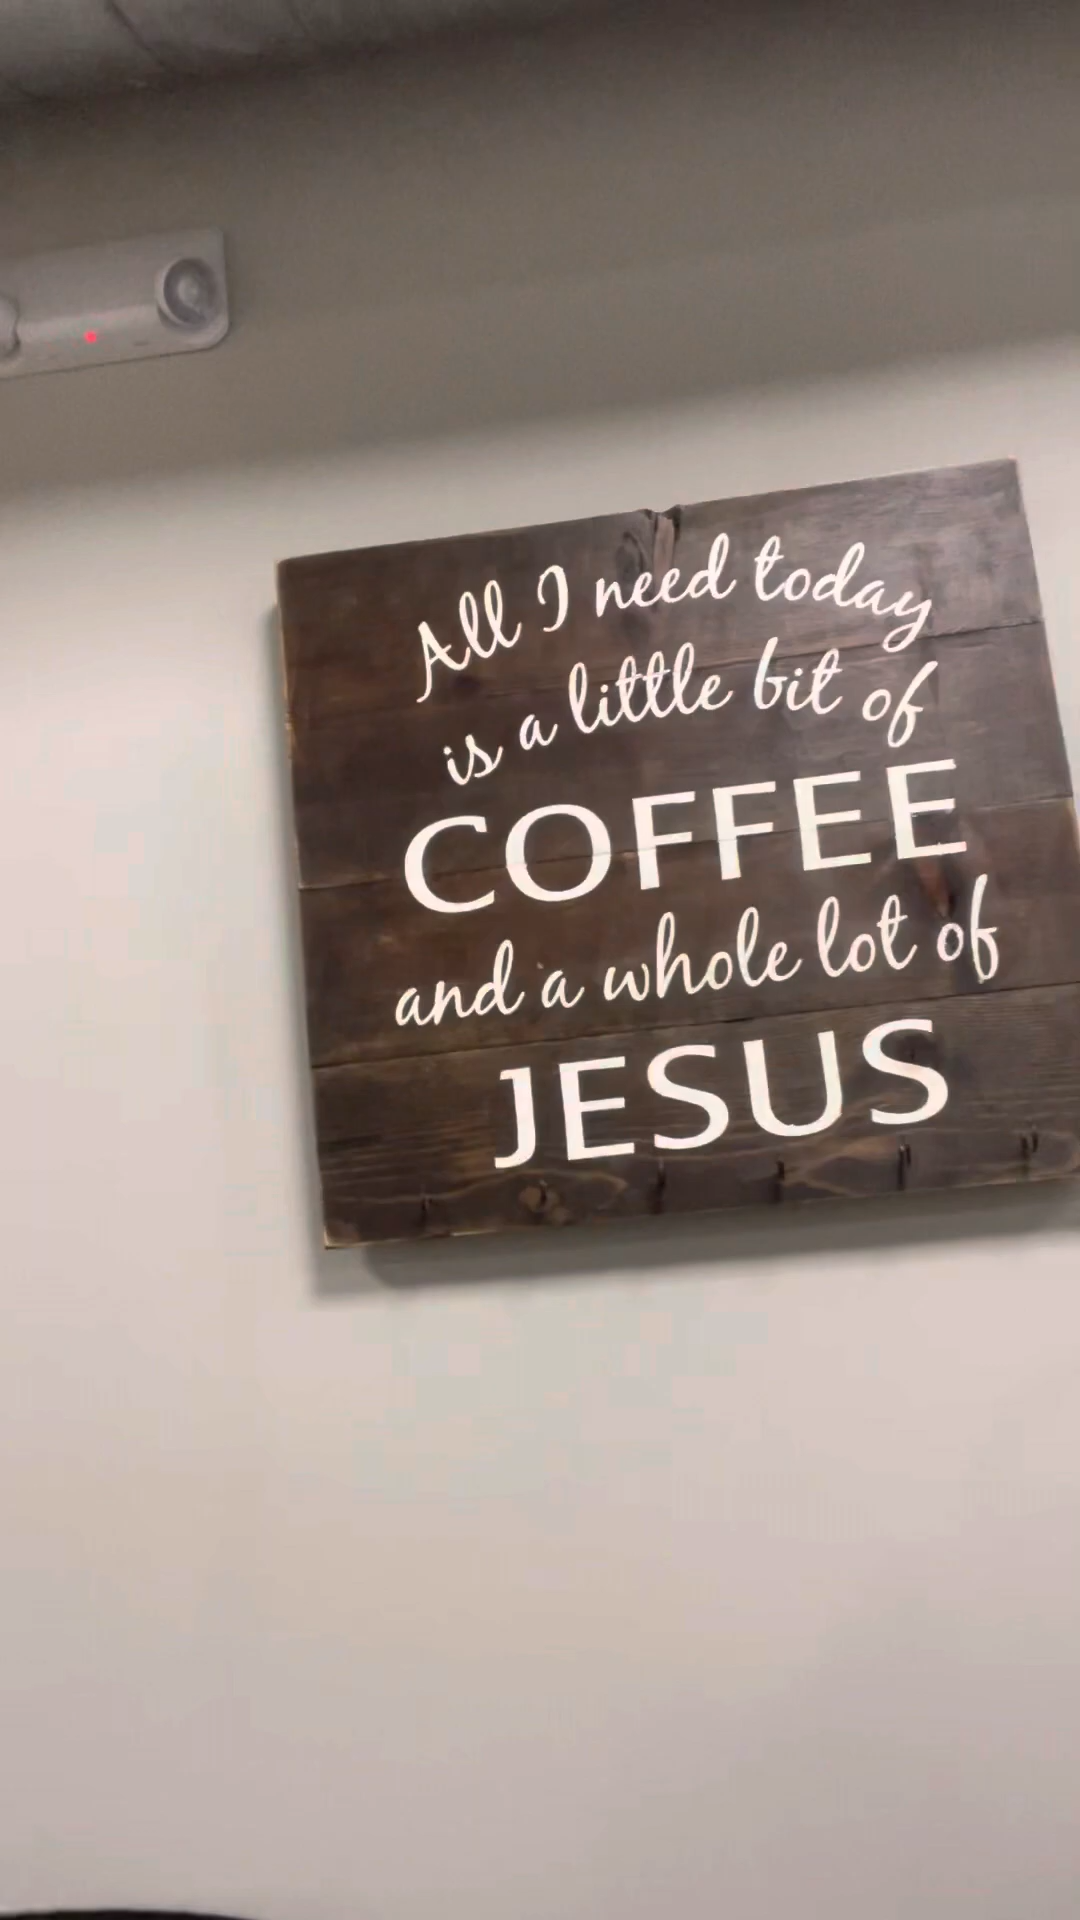 All I need today
is a little bit of
COFFEE
and a whole lot of
JESUS